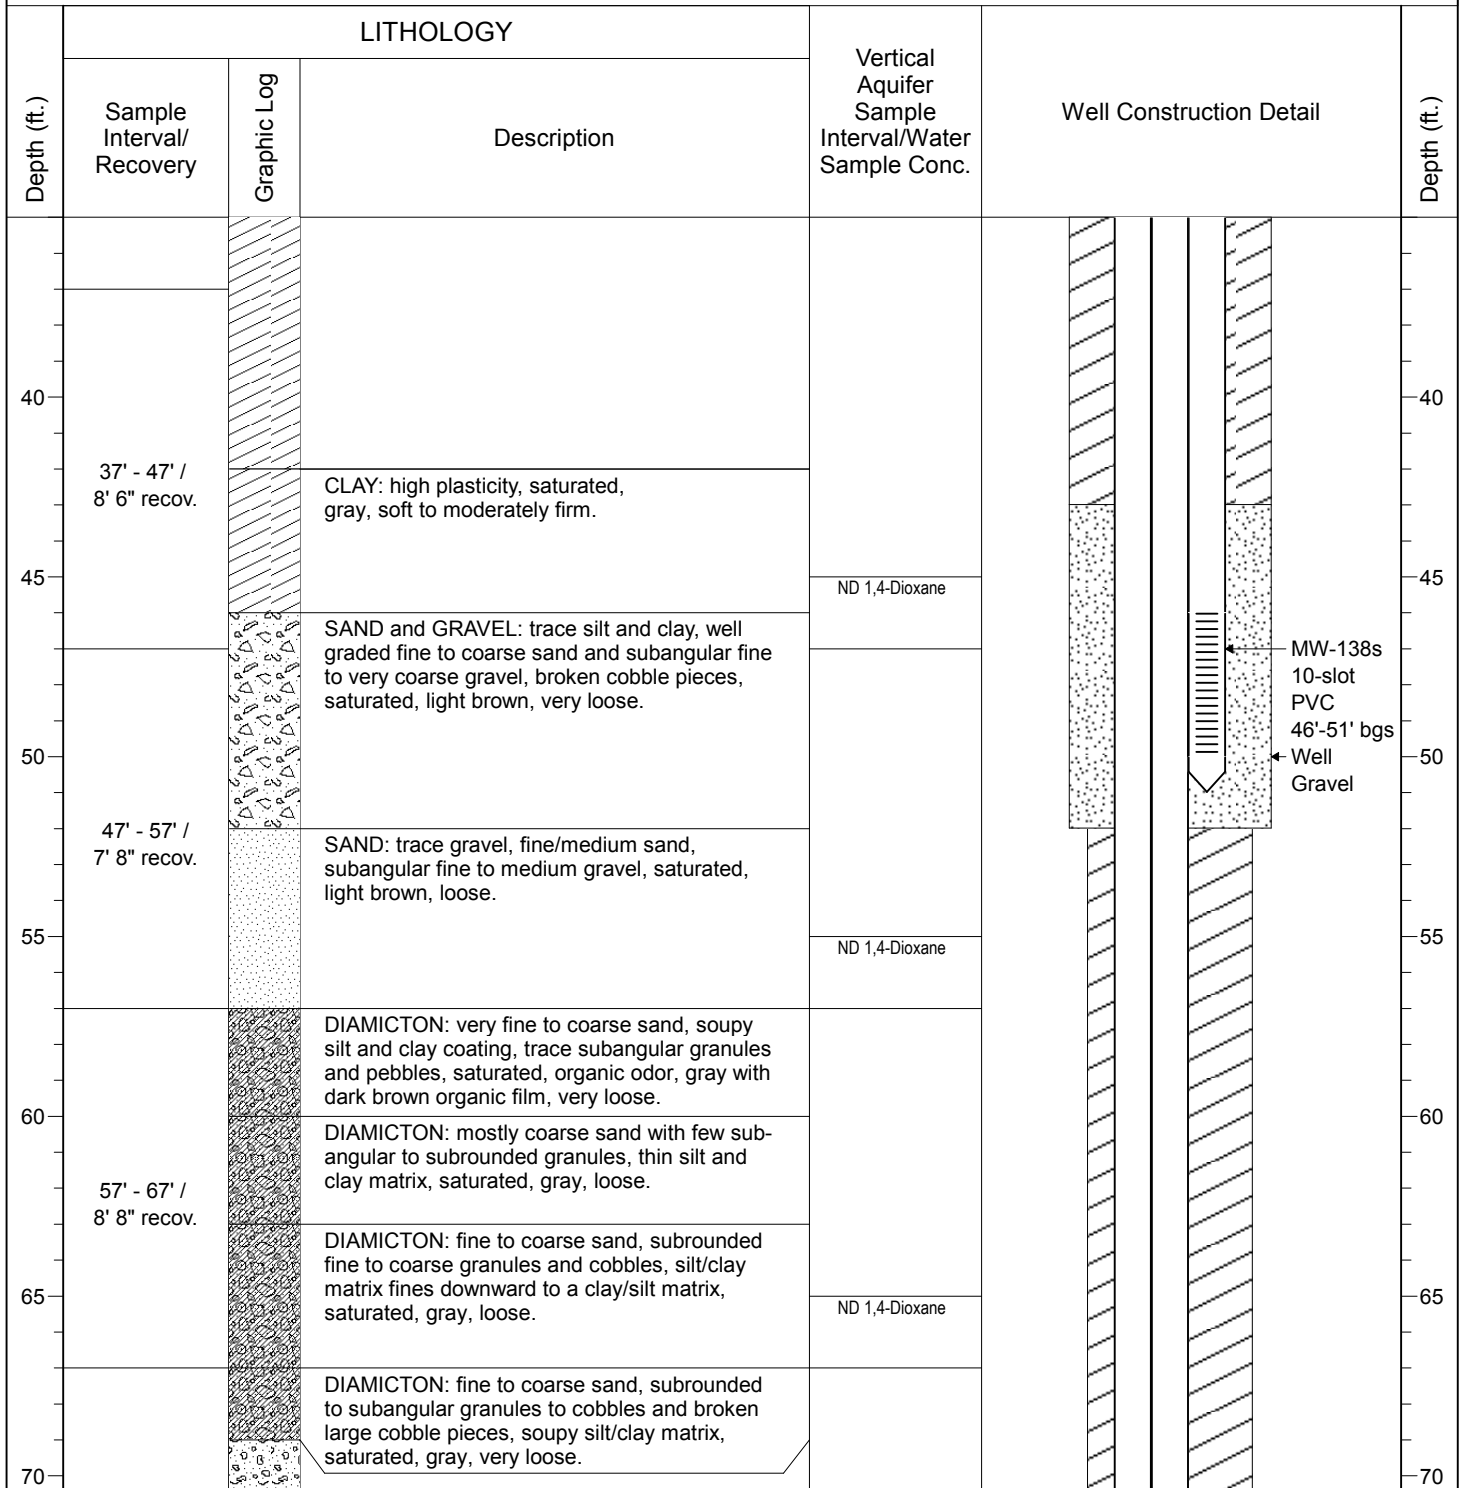 LITHOLOGY
Depth (ft.)
Sample
Interval/
Recovery
Graphic Log
Description
Vertical
Aquifer
Sample
Interval/Water
Sample Conc.
Well Construction Detail
Depth (ft.)
40
40
37' - 47' /
8' 6" recov.
CLAY: high plasticity, saturated,
gray, soft to moderately firm.
45
ND 1,4-Dioxane
45
SAND and GRAVEL: trace silt and clay, well
graded fine to coarse sand and subangular fine
to very coarse gravel, broken cobble pieces,
saturated, light brown, very loose.
MW-138s
10-slot
PVC
46'-51' bgs
Well
Gravel
50
50
47' - 57' /
7' 8" recov.
SAND: trace gravel, fine/medium sand,
subangular fine to medium gravel, saturated,
light brown, loose.
55
ND 1,4-Dioxane
55
DIAMICTON: very fine to coarse sand, soupy
silt and clay coating, trace subangular granules
and pebbles, saturated, organic odor, gray with
dark brown organic film, very loose.
60
60
DIAMICTON: mostly coarse sand with few sub-
angular to subrounded granules, thin silt and
clay matrix, saturated, gray, loose.
57' - 67' /
8' 8" recov.
DIAMICTON: fine to coarse sand, subrounded
fine to coarse granules and cobbles, silt/clay
matrix fines downward to a clay/silt matrix,
saturated, gray, loose.
65
ND 1,4-Dioxane
65
DIAMICTON: fine to coarse sand, subrounded
to subangular granules to cobbles and broken
large cobble pieces, soupy silt/clay matrix,
saturated, gray, very loose.
70
70